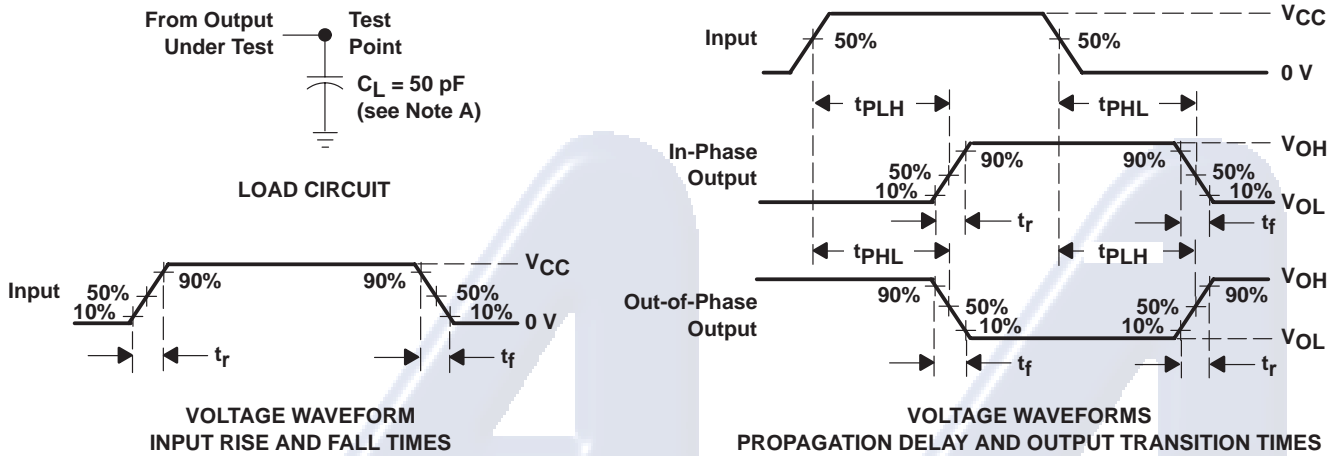 From Output
Under Test
Test
Point
CL = 50 pF
(see Note A)
LOAD CIRCUIT
Input
50%
10%
90%
90%
50%
10%
VCC
0 V
tr
tf
VOLTAGE WAVEFORM
INPUT RISE AND FALL TIMES
Input
50%
50%
VCC
0 V
tPLH
tPHL
In-Phase
Output
50%
10%
90%
90%
50%
10%
VOH
VOL
tr
tf
tPHL
tPLH
Out-of-Phase
Output
90%
50%
10%
50%
10%
90%
VOH
VOL
tf
tr
VOLTAGE WAVEFORMS
PROPAGATION DELAY AND OUTPUT TRANSITION TIMES